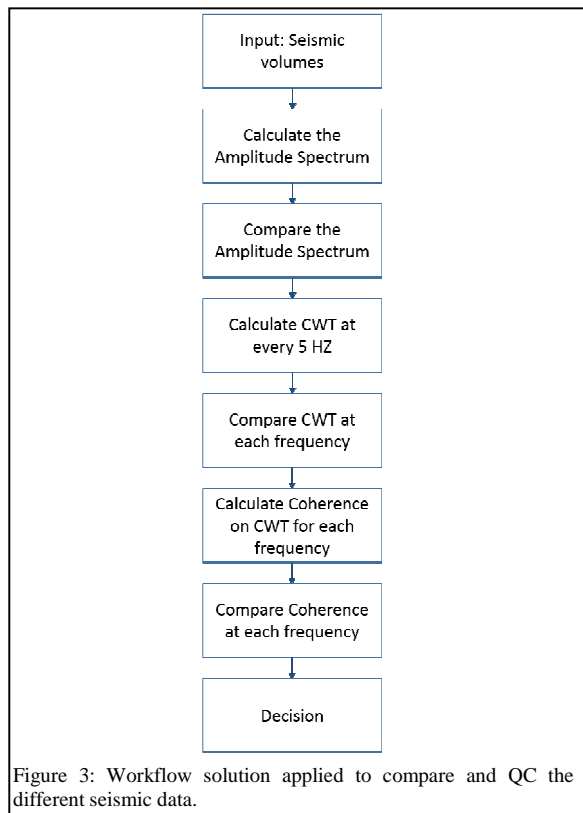 Input: Seismic
volumes
Calculate the
Amplitude Spectrum
Compare the
Amplitude Spectrum
Calculate CWT at
every 5 HZ
Compare CWT at
each frequency
Calculate Coherence
on CWT for each
frequency
Compare Coherence
at each frequency
Decision
Figure 3: Workflow solution applied to compare and QC the
different seismic data.